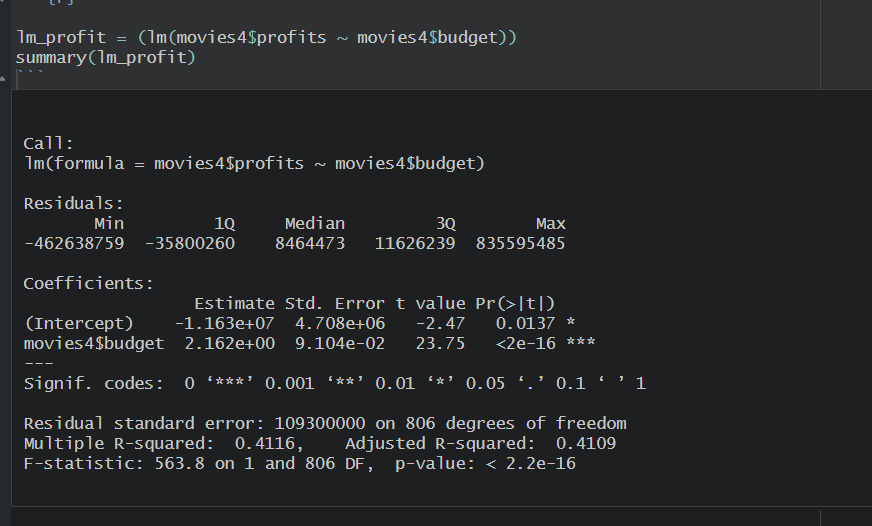 lm_profit = (lm(movies4$profits ~ movies4$budget))
summary(lm_profit)
```
Call:
lm(formula = movies4$profits ~ movies4$budget)
Residuals:
Min 1Q Median 3Q Max
-462638759 -35800260 8464473 11626239 835595485
Coefficients:
Estimate Std. Error t value Pr(>|t|)
(Intercept) -1.163e+07 4.708e+06 -2.47 0.0137 *
movies4$budget 2.162e+00 9.104e-02 23.75 <2e-16 ***
---
Signif. codes: 0 ‘***’ 0.001 ‘**’ 0.01 ‘*’ 0.05 ‘.’ 0.1 ‘ ’ 1
Residual standard error: 109300000 on 806 degrees of freedom
Multiple R-squared: 0.4116, Adjusted R-squared: 0.4109
F-statistic: 563.8 on 1 and 806 DF, p-value: < 2.2e-16